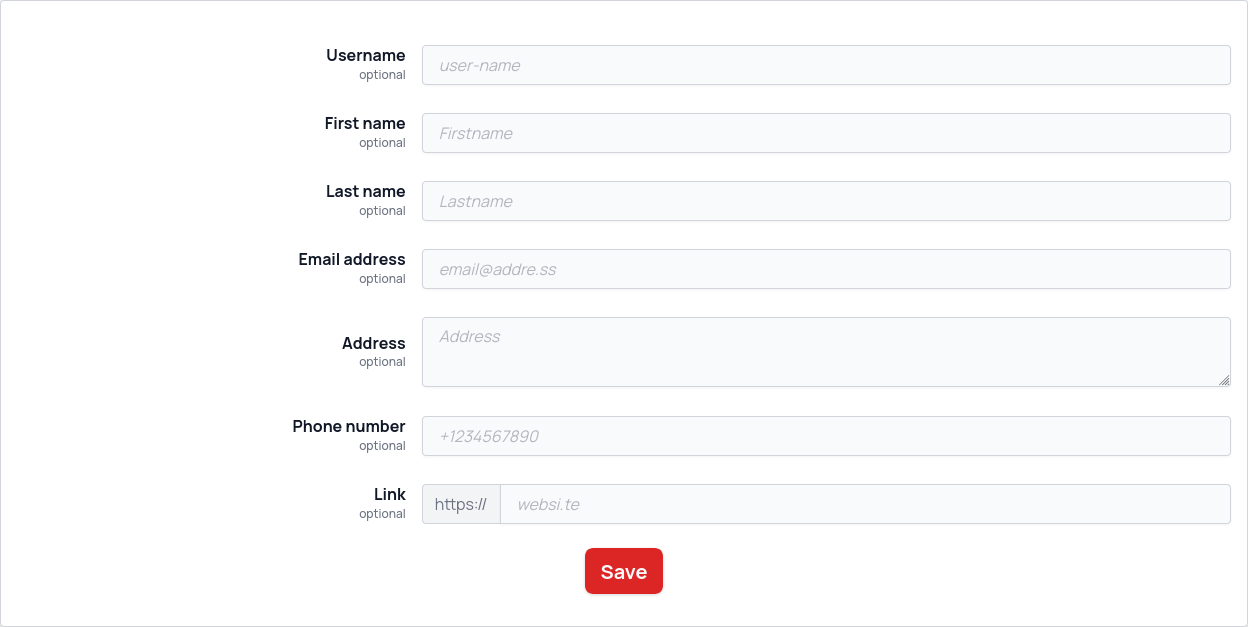 Username
optional
user-name
First name
optional
Firstname
Last name
optional
Lastname
Email address
optional
email@addre.ss
Address
optional
Address
Phone number
optional
+1234567890
Link
optional
https:// websi.te
Save